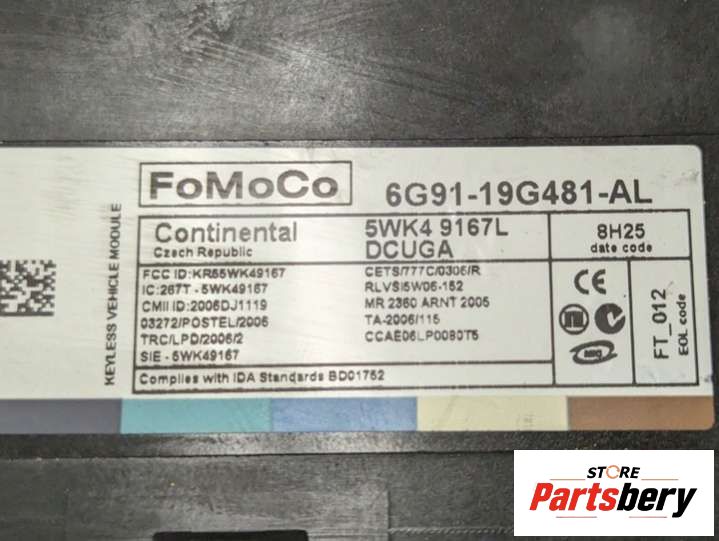 FoMoCo
6G91-19G481-AL
KEYLESS VEHICLE MODULE
Continental
Czech Republic
5WK4 9167L
DCUGA
8H25
date code
FCC ID:KR55WK49167
IC:267T - 5WK49167
CMII ID:2006DJ1119
03272/POSTEL/2006
TRC/LPD/2006/2
SIE - 5WK49167
CETS/777C/0306/R
RLVSI5W06-152
MR 2360 ARNT 2005
TA-2006/115
CCAE06LP0080T5
CE
FT_012
EOL code
Complies with IDA Standards BD01752
STORE
Partsbery